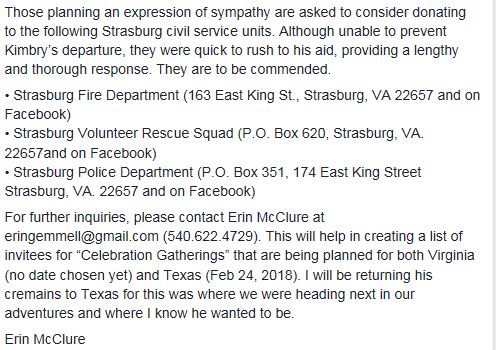 Those planning an expression of sympathy are asked to consider donating
to the following Strasburg civil service units. Although unable to prevent
Kimbry's departure, they were quick to rush to his aid, providing a lengthy
and thorough response. They are to be commended.
• Strasburg Fire Department (163 East King St., Strasburg, VA 22657 and on
Facebook)
• Strasburg Volunteer Rescue Squad (P.O. Box 620, Strasburg, VA.
22657and on Facebook)
• Strasburg Police Department (P.O. Box 351, 174 East King Street
Strasburg, VA. 22657 and on Facebook)
For further inquiries, please contact Erin McClure at
eringemmell@gmail.com (540.622.4729). This will help in creating a list of
invitees for “Celebration Gatherings” that are being planned for both Virginia
(no date chosen yet) and Texas (Feb 24, 2018). I will be returning his
cremains to Texas for this was where we were heading next in our
adventures and where I know he wanted to be.
Erin McClure